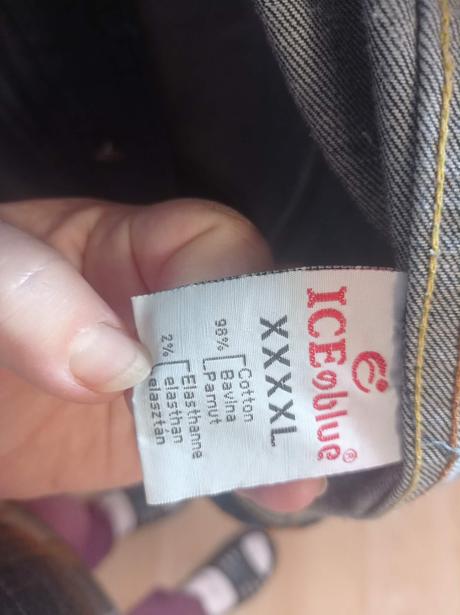 ICE blue®
XXXXL
98% Cotton
Bavlna
Pamut
2% Elasthanne
elasthan
elasztán